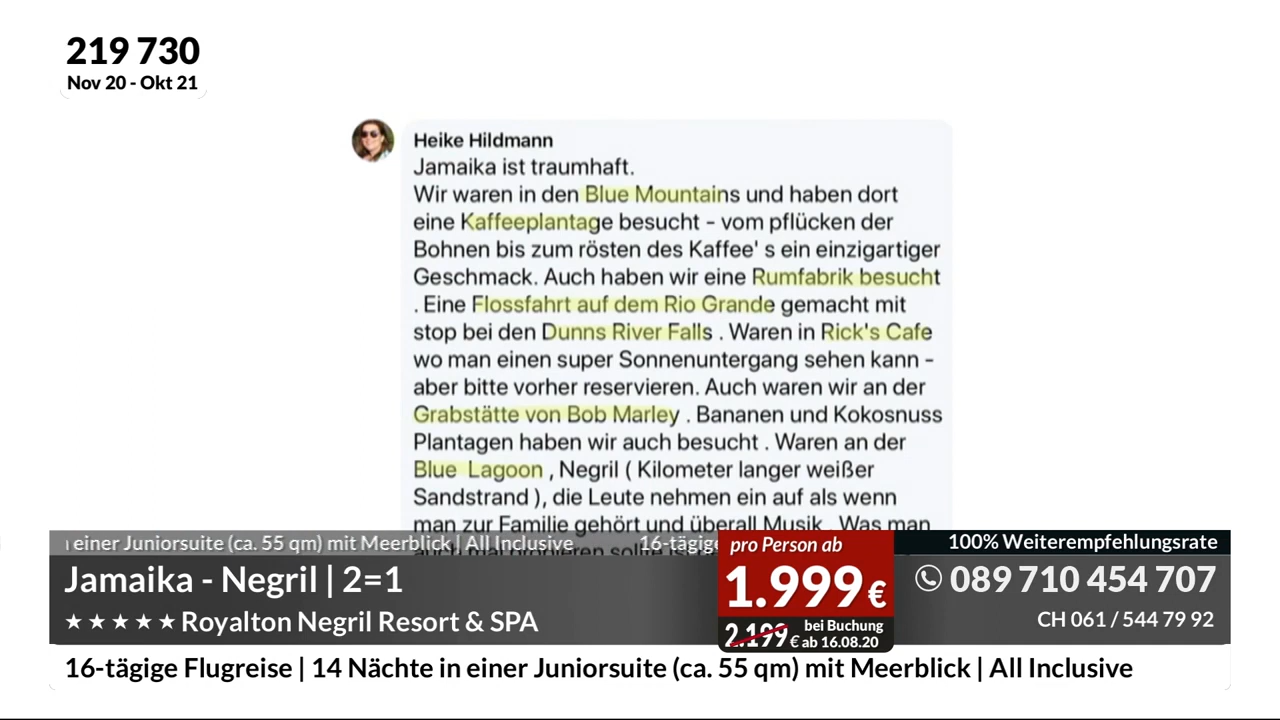 219 730
Nov 20 - Okt 21
Heike Hildmann
Jamaika ist traumhaft.
Wir waren in den Blue Mountains und haben dort
eine Kaffeeplantage besucht - vom pflücken der
Bohnen bis zum rösten des Kaffee' s ein einzigartiger
Geschmack. Auch haben wir eine Rumfabrik besucht
. Eine Flossfahrt auf dem Rio Grande gemacht mit
stop bei den Dunns River Falls . Waren in Rick's Cafe
wo man einen super Sonnenuntergang sehen kann -
aber bitte vorher reservieren. Auch waren wir an der
Grabstätte von Bob Marley . Bananen und Kokosnuss
Plantagen haben wir auch besucht . Waren an der
Blue Lagoon , Negril ( Kilometer langer weißer
Sandstrand ), die Leute nehmen ein auf als wenn
man zur Familie gehört und überall Musik . Was man
einer Juniorsuite (ca. 55 qm) mit Meerblick | All Inclusive 16-tägige
pro Person ab
100% Weiterempfehlungsrate
Jamaika - Negril | 2=1
1.999 €
089 710 454 707
★★★★★ Royalton Negril Resort & SPA
2.199 € bei Buchung
ab 16.08.20
CH 061 / 544 79 92
16-tägige Flugreise | 14 Nächte in einer Juniorsuite (ca. 55 qm) mit Meerblick | All Inclusive